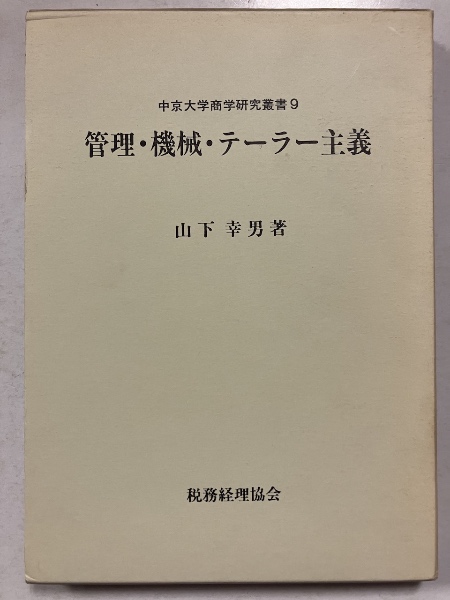 中京大学商学研究叢書9
管理・機械・テーラー主義
山下幸男著
税務経理協会